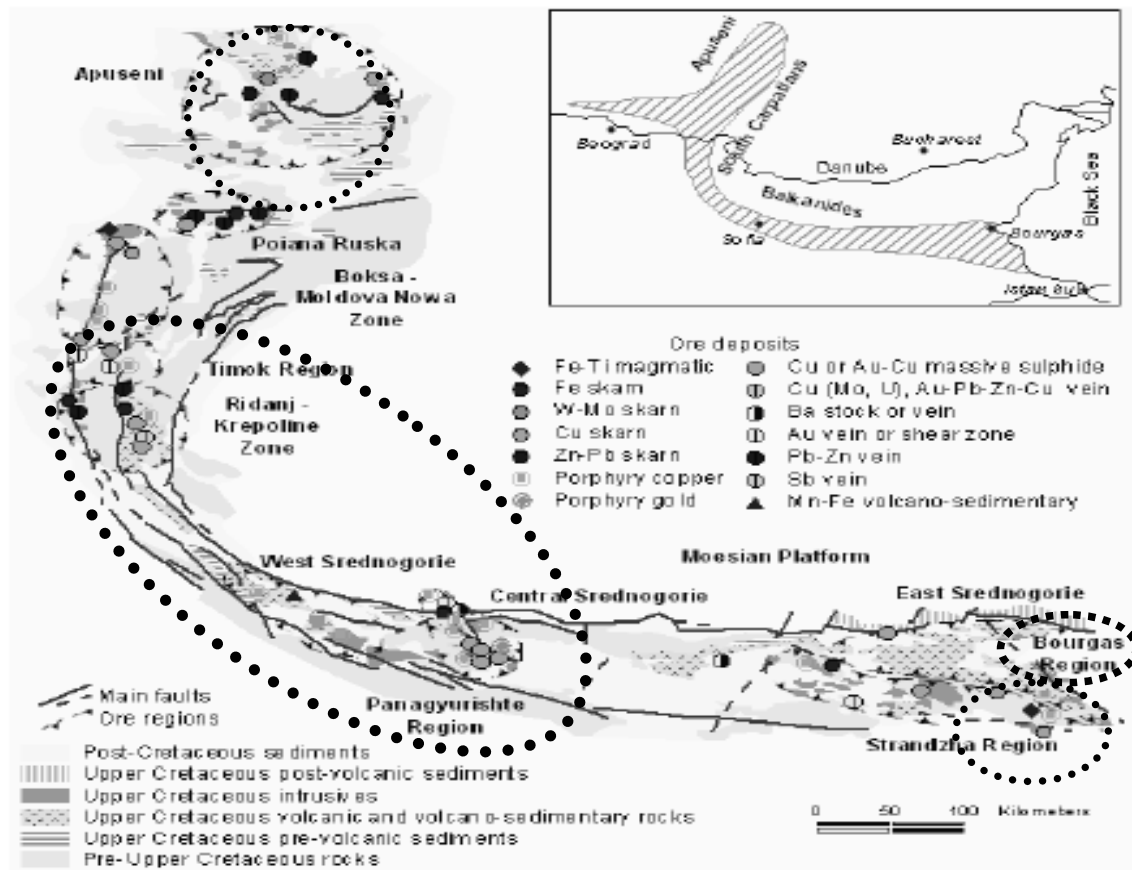 Apuseni
Poiana Ruska
Boksa -
Moldova Nowa
Zone
Timok Region
Ridanj -
Krepoline
Zone
West Srednogorie
Central Srednogorie
Moesian Platform
East Srednogorie
Bourgas
Region
Panagyurishte
Region
Strandzha Region
Apuseni
South Carpatians
Beograd
Bucharest
Danube
Balkanides
Sofia
Black Sea
Bourgas
Ore deposits
Fe-Ti magmatic
Fe skarn
W-Mo skarn
Cu skarn
Zn-Pb skarn
Porphyry copper
Porphyry gold
Cu or Au-Cu massive sulphide
Cu (Mo, U), Au-Pb-Zn-Cu vein
Ba stock or vein
Au vein or shear zone
Pb-Zn vein
Sb vein
Mn-Fe volcano-sedimentary
Main faults
Ore regions
Post-Cretaceous sediments
Upper Cretaceous post-volcanic sediments
Upper Cretaceous intrusives
Upper Cretaceous volcanic and volcano-sedimentary rocks
Upper Cretaceous pre-volcanic sediments
Pre-Upper Cretaceous rocks
0 50 100 Kilometers